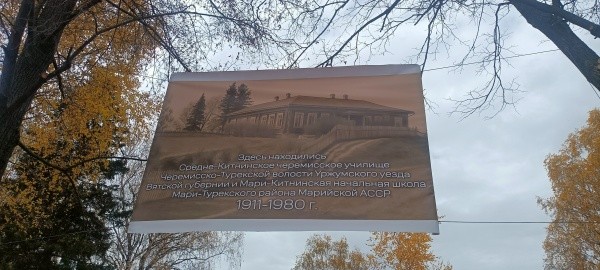 Здесь находились
Средне-Китнинское черемисское училище
Черемисско-Турекской волости Уржумского уезда
Вятской губернии и Мари-Китнинская начальная школа
Мари-Турекского района Марийской АССР
1911-1980 г.